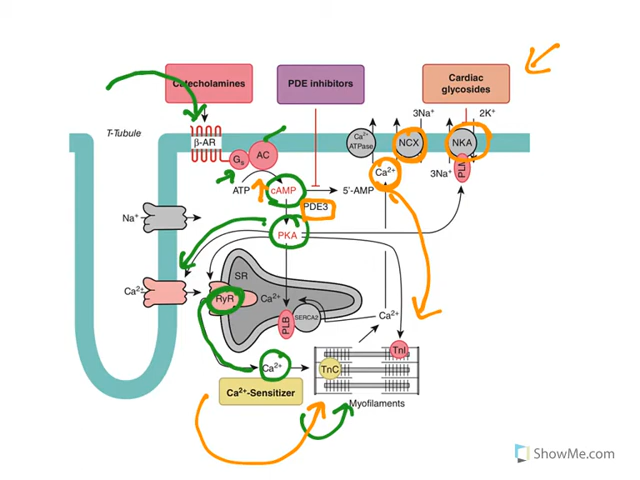 Catecholamines
PDE inhibitors
Cardiac
glycosides
T-Tubule
β-AR
Gs
AC
ATP
cAMP
5'-AMP
PDE3
PKA
Ca2+
ATPase
NCX
3Na+
NKA
2K+
Ca2+
3Na+
PLM
Na+
Ca2+
SR
RyR
Ca2+
PLB
SERCA2
Ca2+
Ca2+
TnI
TnC
Ca2+-Sensitizer
Myofilaments
ShowMe.com